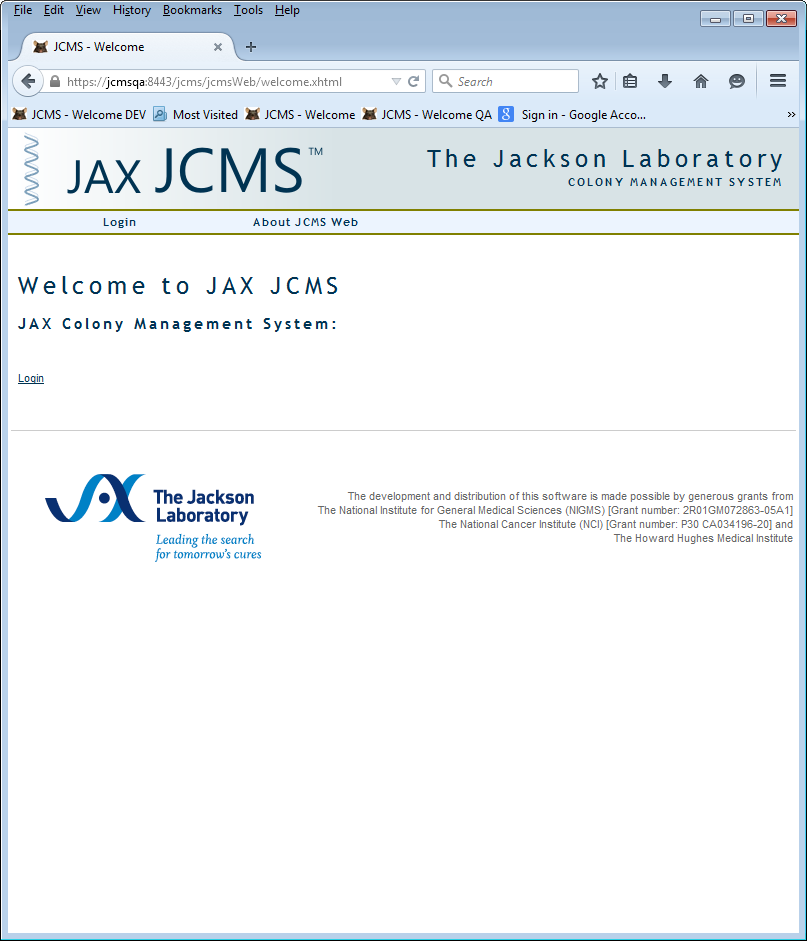 File Edit View History Bookmarks Tools Help
JCMS - Welcome
https://jcmsqa:8443/jcms/jcmsWeb/welcome.xhtml
Search
JCMS - Welcome DEV Most Visited JCMS - Welcome JCMS - Welcome QA 8 Sign in - Google Acco... »
JAX JCMS™
The Jackson Laboratory
COLONY MANAGEMENT SYSTEM
Login About JCMS Web
Welcome to JAX JCMS
JAX Colony Management System:
Login
JAX
The Jackson
Laboratory
Leading the search
for tomorrow's cures
The development and distribution of this software is made possible by generous grants from
The National Institute for General Medical Sciences (NIGMS) [Grant number: 2R01GM072863-05A1]
The National Cancer Institute (NCI) [Grant number: P30 CA034196-20] and
The Howard Hughes Medical Institute